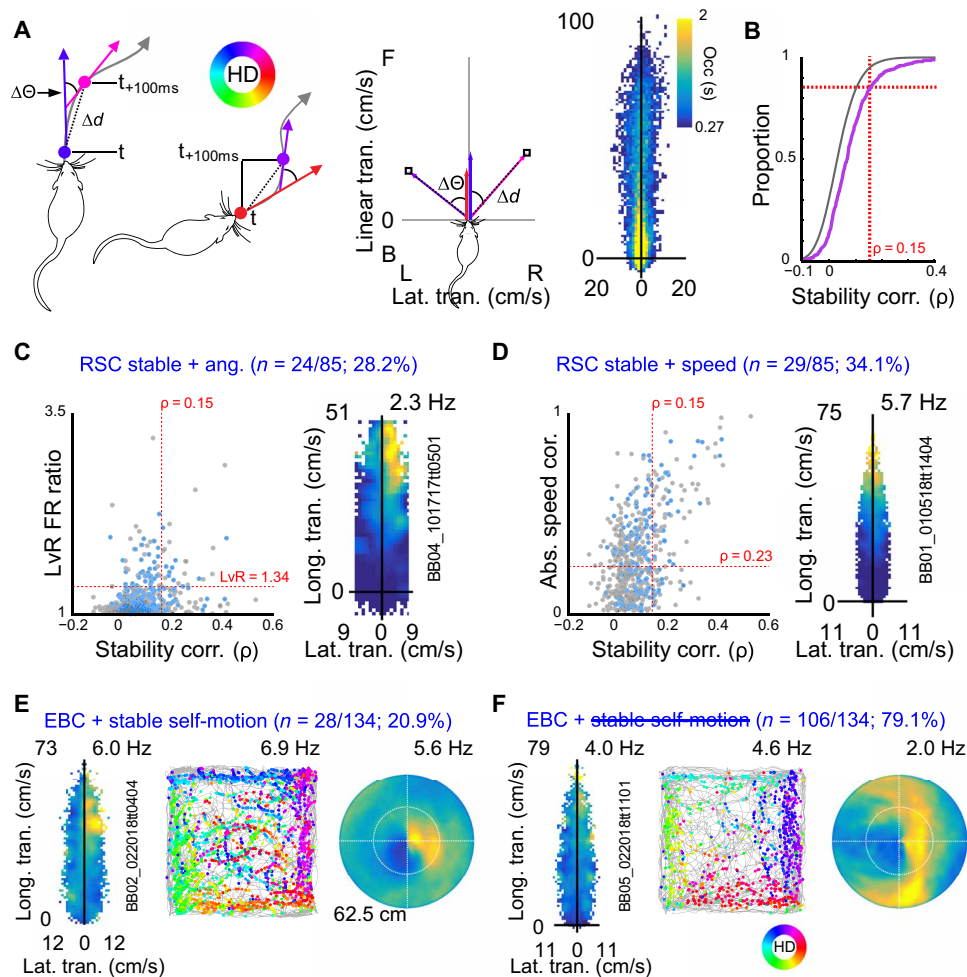 A
ΔΘ
t+100ms
Δd
t
HD
t+100ms
t
Linear tran. (cm/s)
F
0
B
L
R
ΔΘ
Δd
Lat. tran. (cm/s)
100
0
20 0 20
2
Occ (s)
0.27
B
Proportion
1
0.5
0
ρ = 0.15
-0.1 0 0.4
Stability corr. (ρ)
C
RSC stable + ang. (n = 24/85; 28.2%)
LvR FR ratio
3.5
1
ρ = 0.15
LvR = 1.34
−0.2 0 0.2 0.4 0.6
Stability corr. (ρ)
51
2.3 Hz
Long. tran. (cm/s)
0
BB04_101717tt0501
9 0 9
Lat. tran. (cm/s)
D
RSC stable + speed (n = 29/85; 34.1%)
Abs. speed cor.
1
0
ρ = 0.15
ρ = 0.23
−0.2 0 0.2 0.4 0.6
Stability corr. (ρ)
75
5.7 Hz
Long. tran. (cm/s)
0
BB01_010518tt1404
11 0 11
Lat. tran. (cm/s)
E
EBC + stable self-motion (n = 28/134; 20.9%)
73 6.0 Hz 6.9 Hz 5.6 Hz
Long. tran. (cm/s)
0
BB02_022018tt0404
12 0 12
Lat. tran. (cm/s)
62.5 cm
F
EBC + stable self-motion (n = 106/134; 79.1%)
79 4.0 Hz 4.6 Hz 2.0 Hz
Long. tran. (cm/s)
0
BB05_022018tt1101
11 0 11
Lat. tran. (cm/s)
HD